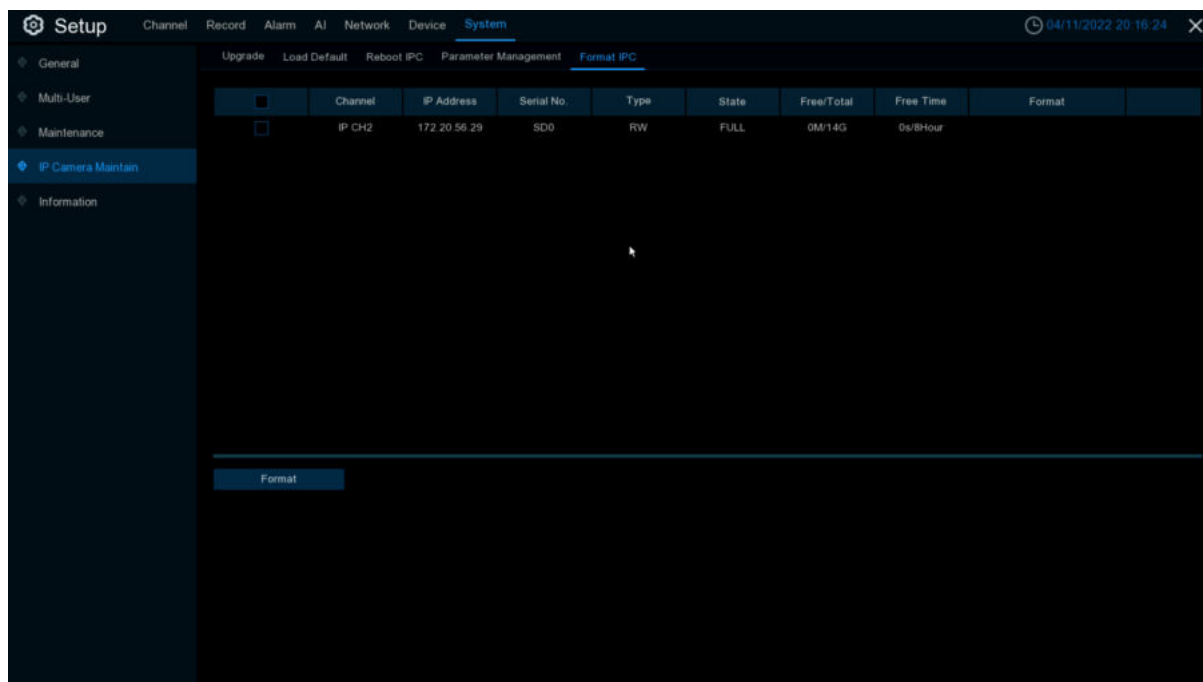 Setup Channel Record Alarm AI Network Device System 04/11/2022 20:16:24
General
Multi-User
Maintenance
IP Camera Maintain
Information
Upgrade Load Default Reboot IPC Parameter Management Format IPC
Channel IP Address Serial No. Type State Free/Total Free Time Format
IP CH2 172.20.56.29 SD0 RW FULL 0M/14G 0s/8Hour
Format